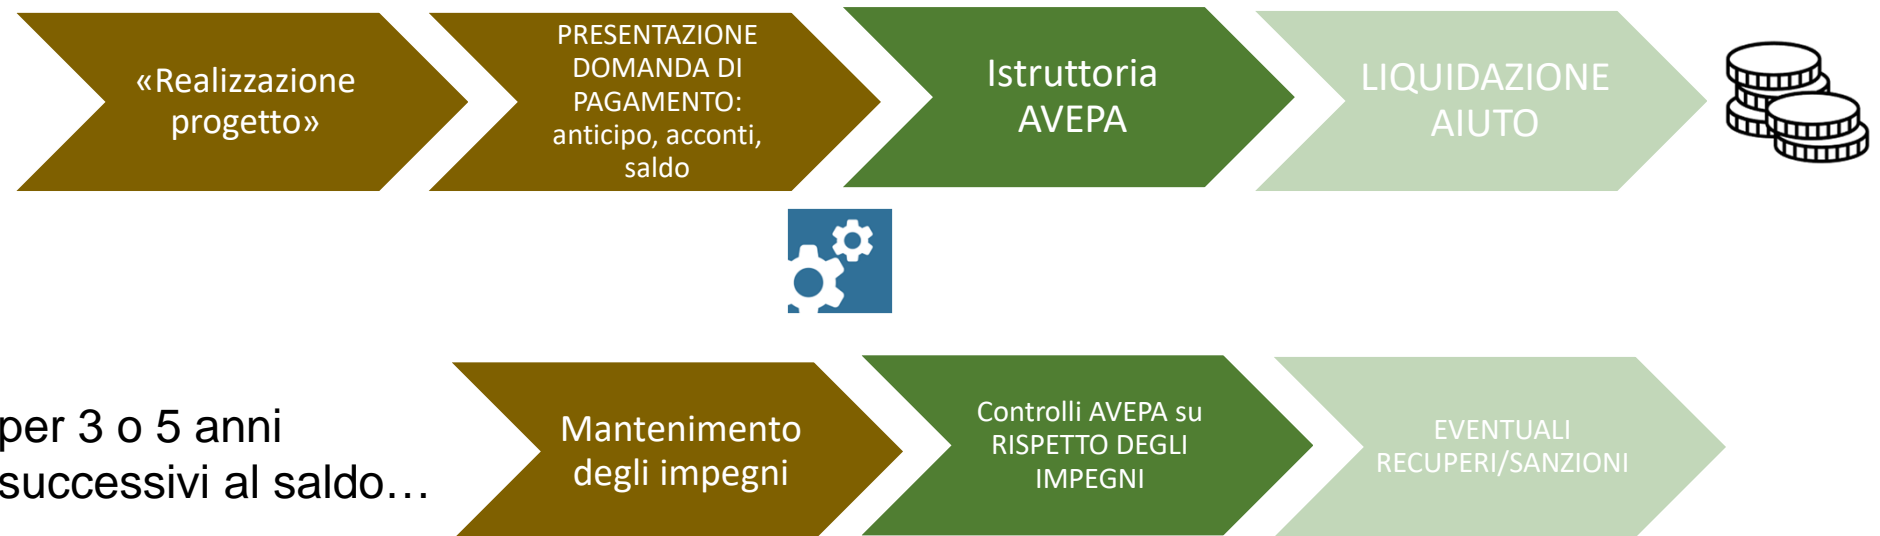 «Realizzazione
progetto»
PRESENTAZIONE
DOMANDA DI
PAGAMENTO:
anticipo, acconti,
saldo
Istruttoria
AVEPA
LIQUIDAZIONE
AIUTO
per 3 o 5 anni
successivi al saldo…
Mantenimento
degli impegni
Controlli AVEPA su
RISPETTO DEGLI
IMPEGNI
EVENTUALI
RECUPERI/SANZIONI